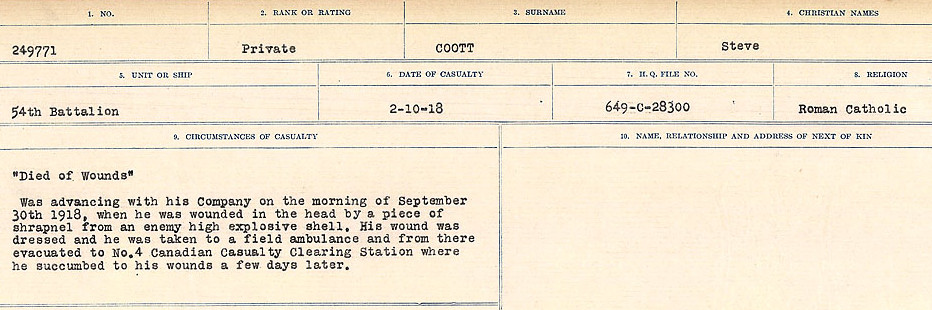 1. NO.
2. RANK OR RATING
3. SURNAME
4. CHRISTIAN NAMES
249771
Private
COOTT
Steve
5. UNIT OR SHIP
6. DATE OF CASUALTY
7. H.Q. FILE NO.
8. RELIGION
54th Battalion
2-10-18
649-C-28300
Roman Catholic
9. CIRCUMSTANCES OF CASUALTY
10. NAME, RELATIONSHIP AND ADDRESS OF NEXT OF KIN
"Died of Wounds"
Was advancing with his Company on the morning of September
30th 1918, when he was wounded in the head by a piece of
shrapnel from an enemy high explosive shell. His wound was
dressed and he was taken to a field ambulance and from there
evacuated to No.4 Canadian Casualty Clearing Station where
he succumbed to his wounds a few days later.